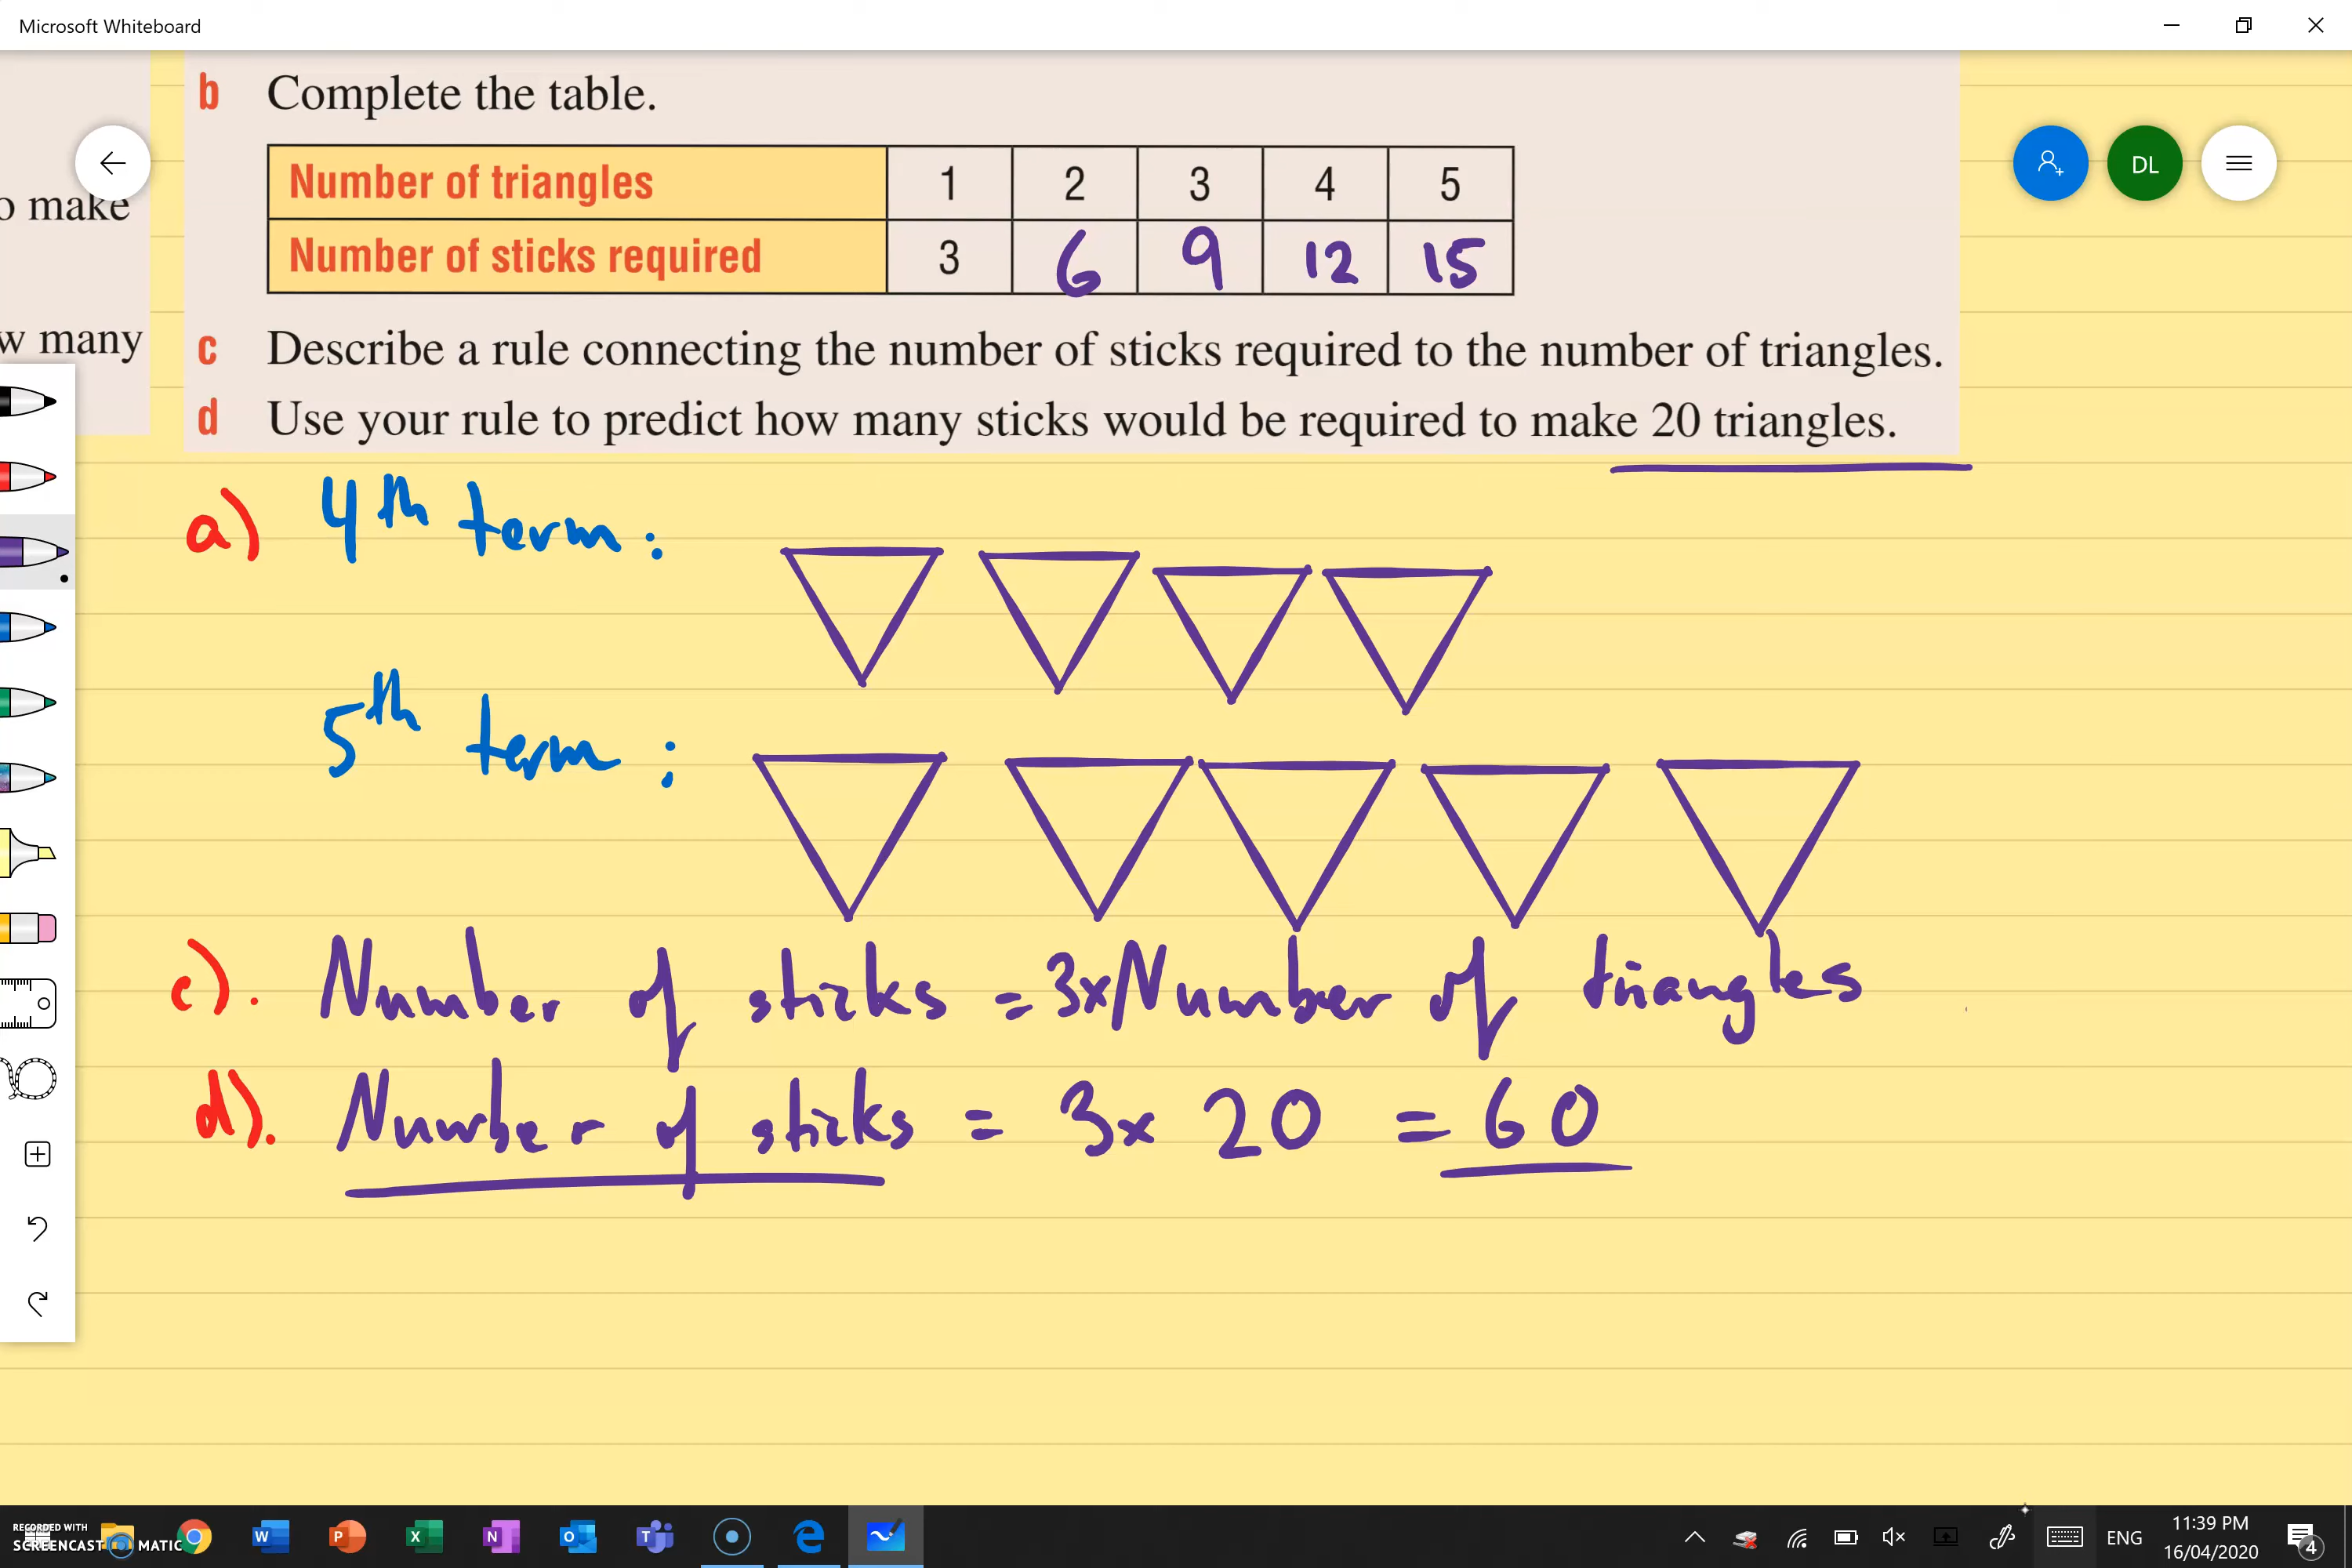 Microsoft Whiteboard
b Complete the table.
Number of triangles 1 2 3 4 5
Number of sticks required 3 6 9 12 15
o make
w many
c Describe a rule connecting the number of sticks required to the number of triangles.
d Use your rule to predict how many sticks would be required to make 20 triangles.
DL
a) 4th term:
5th term:
c). Number of sticks = 3x Number of triangles
d). Number of sticks = 3x 20 = 60
RECORDED WITH
SCREENCAST MATIC
W P X N O T
ENG
11:39 PM
16/04/2020
4